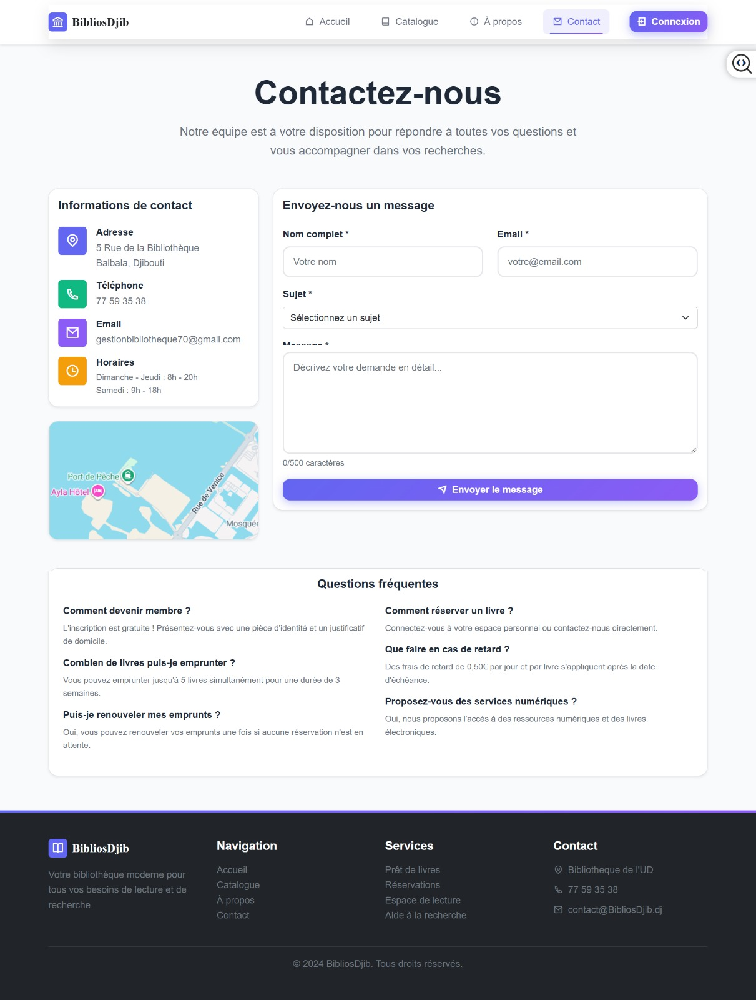 BibliosDjib
Accueil
Catalogue
À propos
Contact
Connexion
Contactez-nous
Notre équipe est à votre disposition pour répondre à toutes vos questions et
vous accompagner dans vos recherches.
Informations de contact
Adresse
5 Rue de la Bibliothèque
Balbala, Djibouti
Téléphone
77 59 35 38
Email
gestionbibliotheque70@gmail.com
Horaires
Dimanche - Jeudi : 8h - 20h
Samedi : 9h - 18h
Port de Pêche
Ayla Hôtel
Rue de Venice
Mosquée
Envoyez-nous un message
Nom complet *
Email *
Votre nom
votre@email.com
Sujet *
Sélectionnez un sujet
Message *
Décrivez votre demande en détail...
0/500 caractères
Envoyer le message
Questions fréquentes
Comment devenir membre ?
L'inscription est gratuite ! Présentez-vous avec une pièce d'identité et un justificatif
de domicile.
Combien de livres puis-je emprunter ?
Vous pouvez emprunter jusqu'à 5 livres simultanément pour une durée de 3
semaines.
Puis-je renouveler mes emprunts ?
Oui, vous pouvez renouveler vos emprunts une fois si aucune réservation n'est en
attente.
Comment réserver un livre ?
Connectez-vous à votre espace personnel ou contactez-nous directement.
Que faire en cas de retard ?
Des frais de retard de 0,50€ par jour et par livre s'appliquent après la date
d'échéance.
Proposez-vous des services numériques ?
Oui, nous proposons l'accès à des ressources numériques et des livres
électroniques.
BibliosDjib
Votre bibliothèque moderne pour
tous vos besoins de lecture et de
recherche.
Navigation
Accueil
Catalogue
À propos
Contact
Services
Prêt de livres
Réservations
Espace de lecture
Aide à la recherche
Contact
Bibliotheque de l'UD
77 59 35 38
contact@BibliosDjib.dj
© 2024 BibliosDjib. Tous droits réservés.